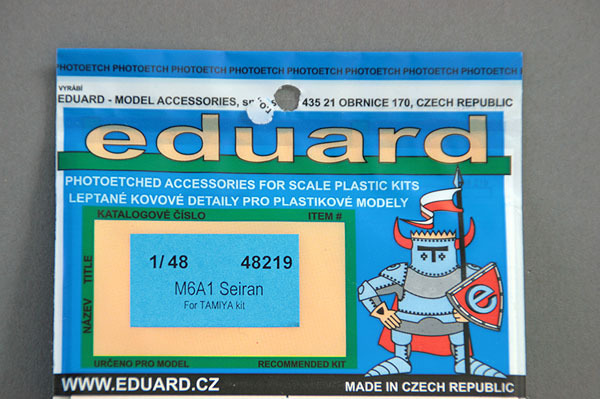 PHOTOETCH PHOTOETCH PHOTOETCH PHOTOETCH PHOTOETCH PHOTOETCH PHOTOETCH PHOTOETCH
VYRÁBÍ
EDUARD - MODEL ACCESSORIES, 435 21 OBRNICE 170, CZECH REPUBLIC
eduard
PHOTOETCHED ACCESSORIES FOR SCALE PLASTIC KITS
LEPTANÉ KOVOVÉ DETAILY PRO PLASTIKOVÉ MODELY
KATALOGOVÉ ČÍSLO ITEM #
1/48 48219
M6A1 Seiran
For TAMIYA kit
NÁZEV TITLE
e
URČENO PRO MODEL RECOMMENDED KIT
WWW.EDUARD.CZ MADE IN CZECH REPUBLIC